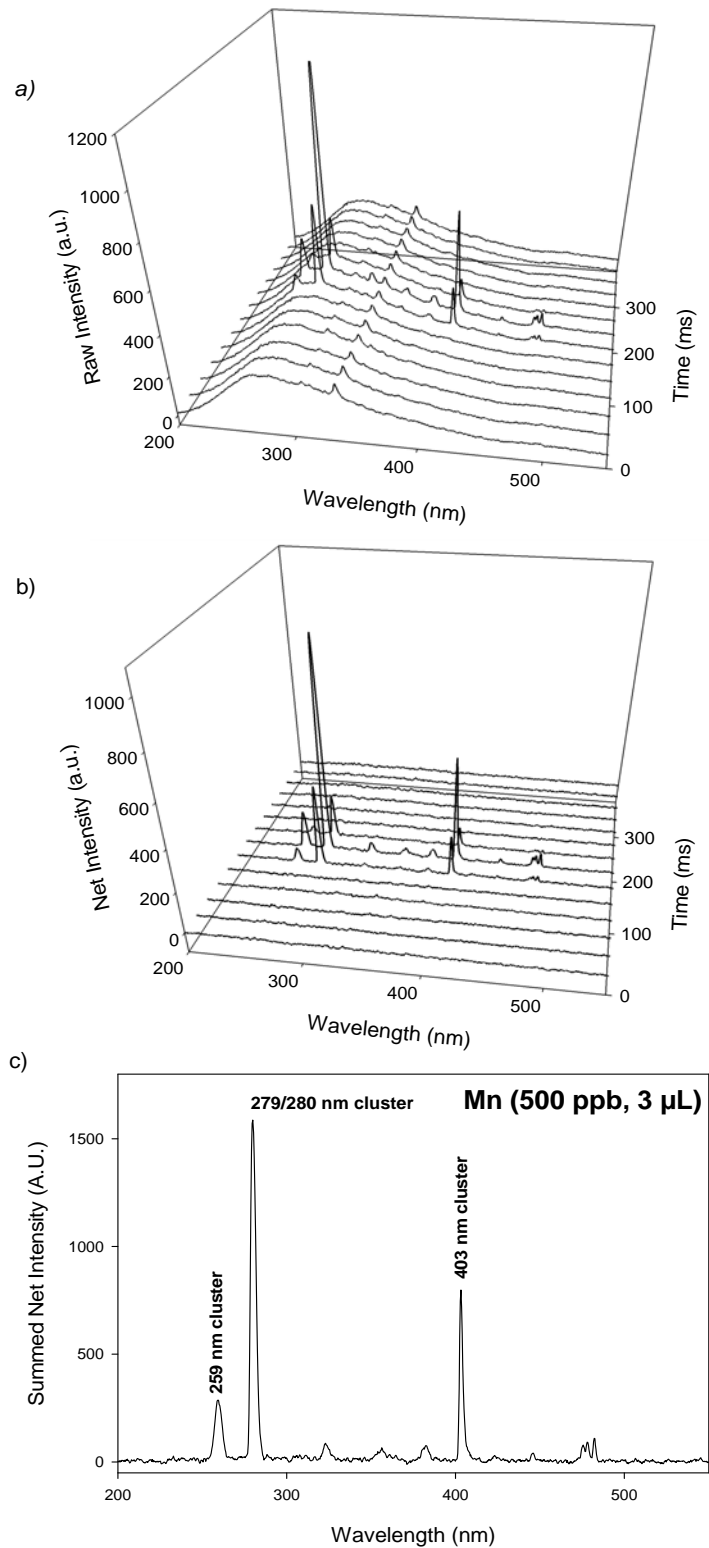 a)
1200
1000
800
600
400
200
0
Raw Intensity (a.u.)
200
300
400
500
Wavelength (nm)
0
100
200
300
Time (ms)
b)
1000
800
600
400
200
0
Net Intensity (a.u.)
200
300
400
500
Wavelength (nm)
0
100
200
300
Time (ms)
c)
279/280 nm cluster
Mn (500 ppb, 3 µL)
259 nm cluster
403 nm cluster
1500
1000
500
0
Summed Net Intensity (A.U.)
200
300
400
500
Wavelength (nm)